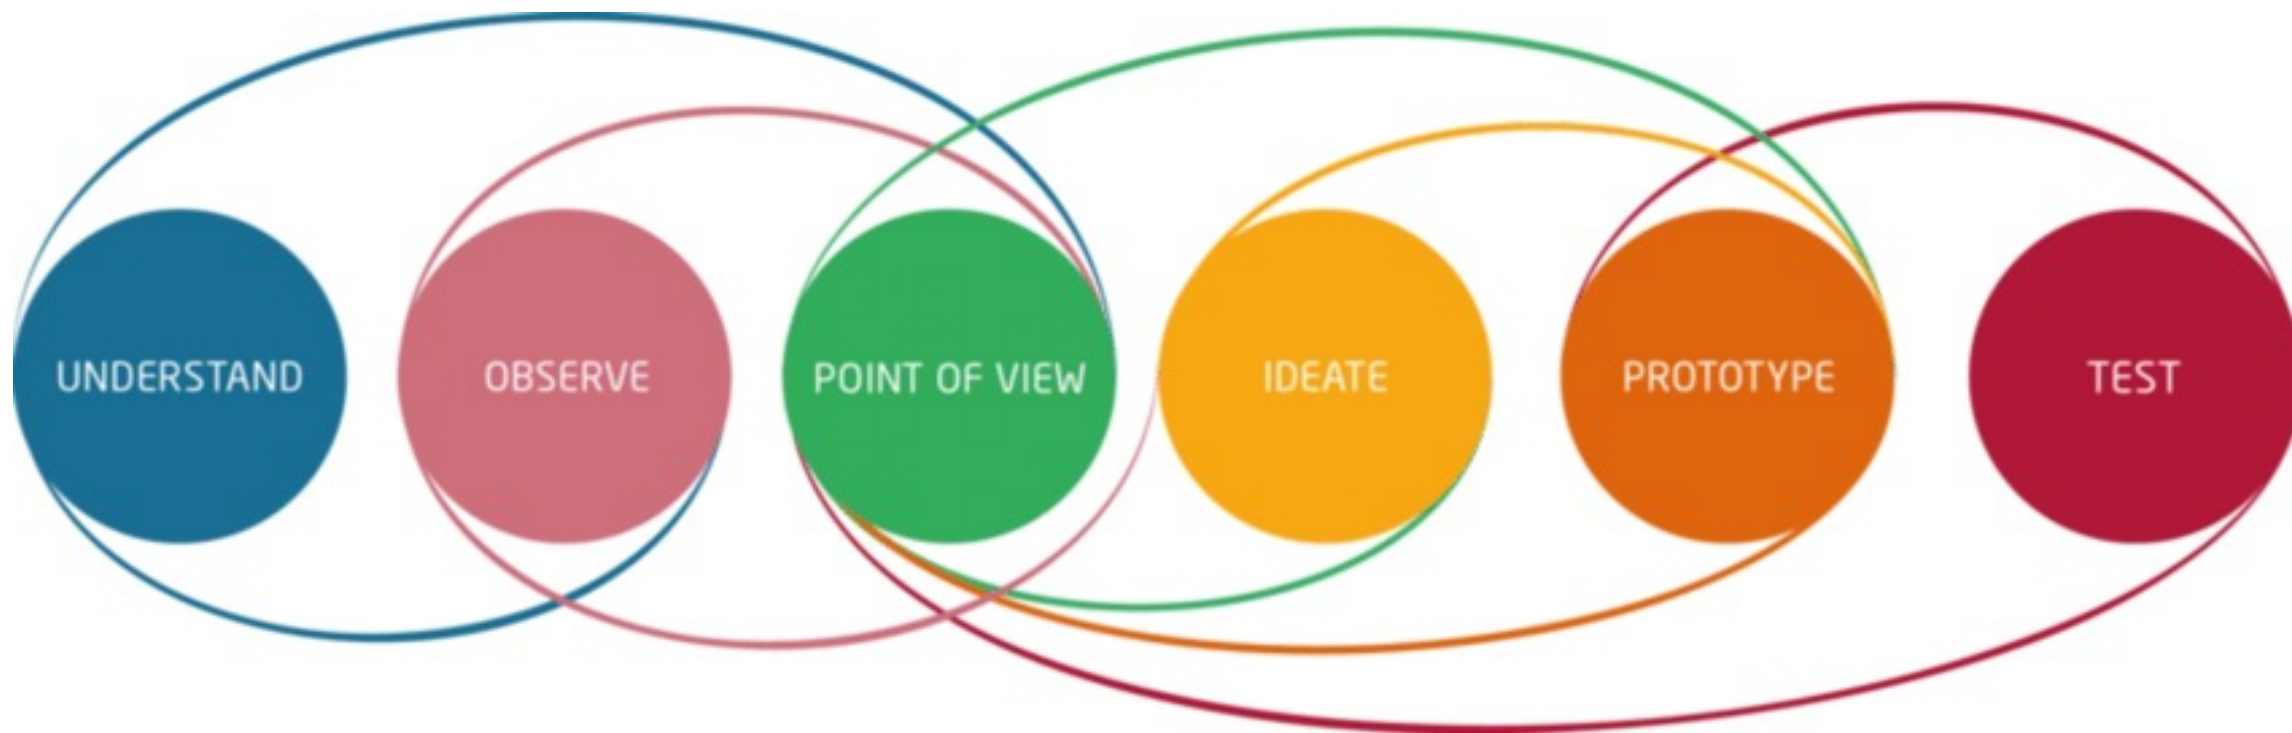 UNDERSTAND
OBSERVE
POINT OF VIEW
IDEATE
PROTOTYPE
TEST